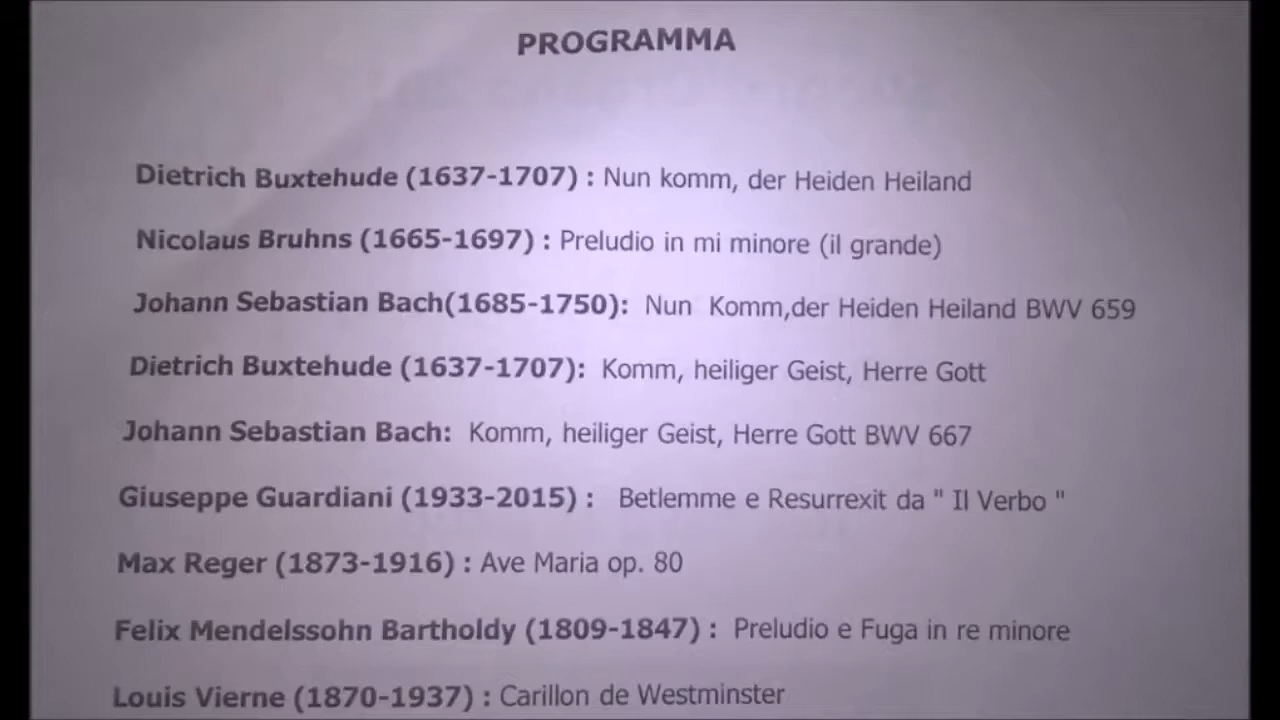 PROGRAMMA
Dietrich Buxtehude (1637-1707) : Nun komm, der Heiden Heiland
Nicolaus Bruhns (1665-1697) : Preludio in mi minore (il grande)
Johann Sebastian Bach(1685-1750): Nun Komm,der Heiden Heiland BWV 659
Dietrich Buxtehude (1637-1707): Komm, heiliger Geist, Herre Gott
Johann Sebastian Bach: Komm, heiliger Geist, Herre Gott BWV 667
Giuseppe Guardiani (1933-2015) : Betlemme e Resurrexit da " Il Verbo "
Max Reger (1873-1916) : Ave Maria op. 80
Felix Mendelssohn Bartholdy (1809-1847) : Preludio e Fuga in re minore
Louis Vierne (1870-1937) : Carillon de Westminster